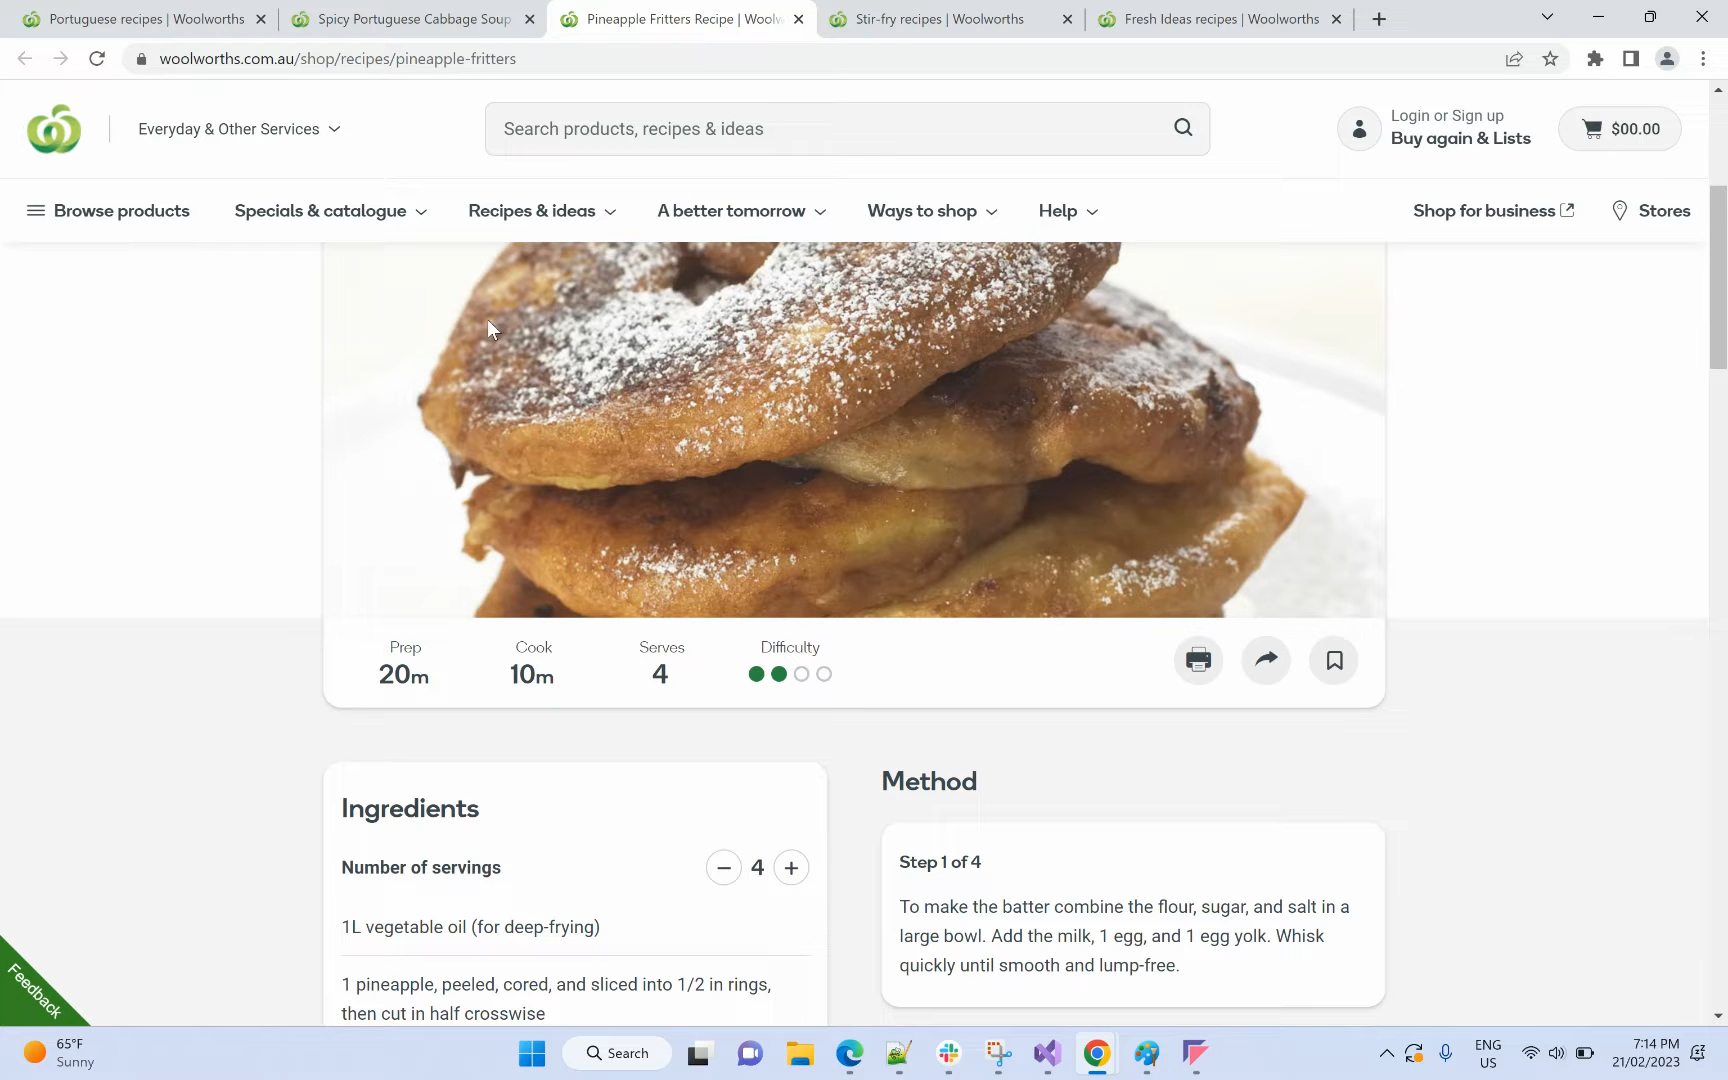 Portuguese recipes | Woolworths
Spicy Portuguese Cabbage Soup
Pineapple Fritters Recipe | Woolw
Stir-fry recipes | Woolworths
Fresh Ideas recipes | Woolworths
woolworths.com.au/shop/recipes/pineapple-fritters
Everyday & Other Services
Search products, recipes & ideas
Login or Sign up
Buy again & Lists
$00.00
Browse products
Specials & catalogue
Recipes & ideas
A better tomorrow
Ways to shop
Help
Shop for business
Stores
Prep
20m
Cook
10m
Serves
4
Difficulty
Ingredients
Number of servings
4
1L vegetable oil (for deep-frying)
1 pineapple, peeled, cored, and sliced into 1/2 in rings,
then cut in half crosswise
Method
Step 1 of 4
To make the batter combine the flour, sugar, and salt in a
large bowl. Add the milk, 1 egg, and 1 egg yolk. Whisk
quickly until smooth and lump-free.
Feedback
65°F
Sunny
Search
ENG
US
7:14 PM
21/02/2023